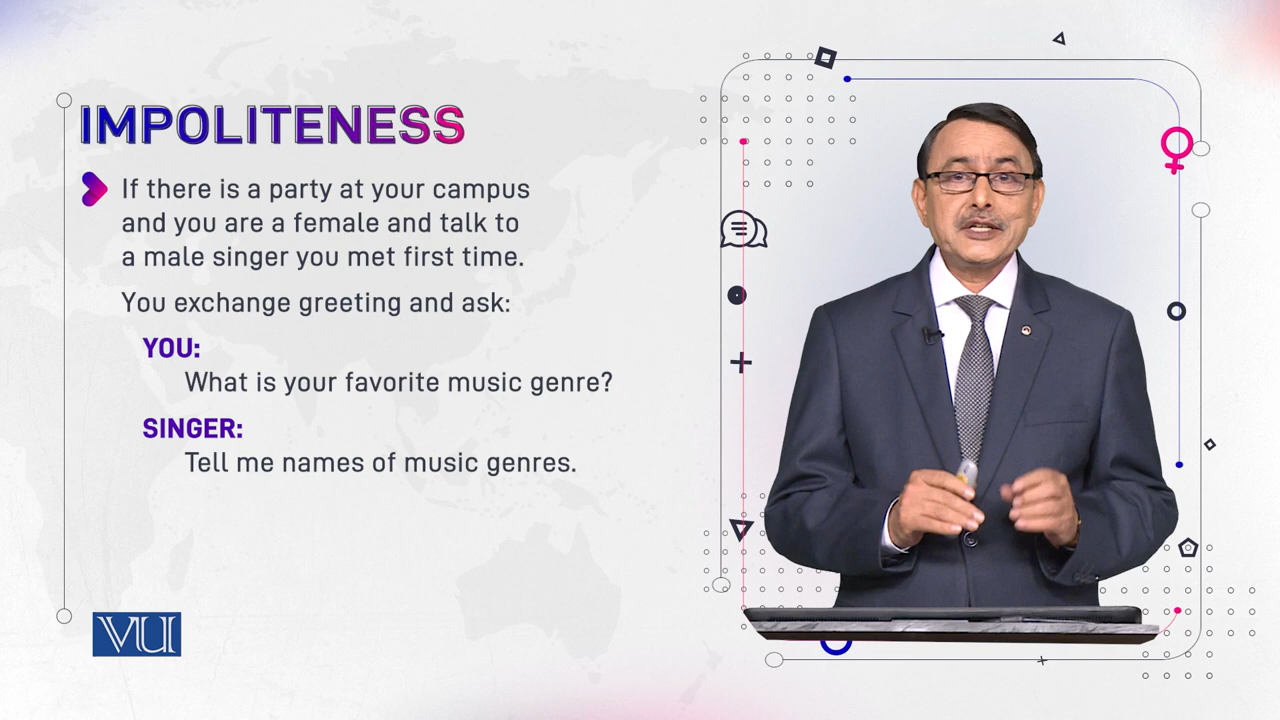 IMPOLITENESS
If there is a party at your campus
and you are a female and talk to
a male singer you met first time.
You exchange greeting and ask:
YOU:
What is your favorite music genre?
SINGER:
Tell me names of music genres.
VU